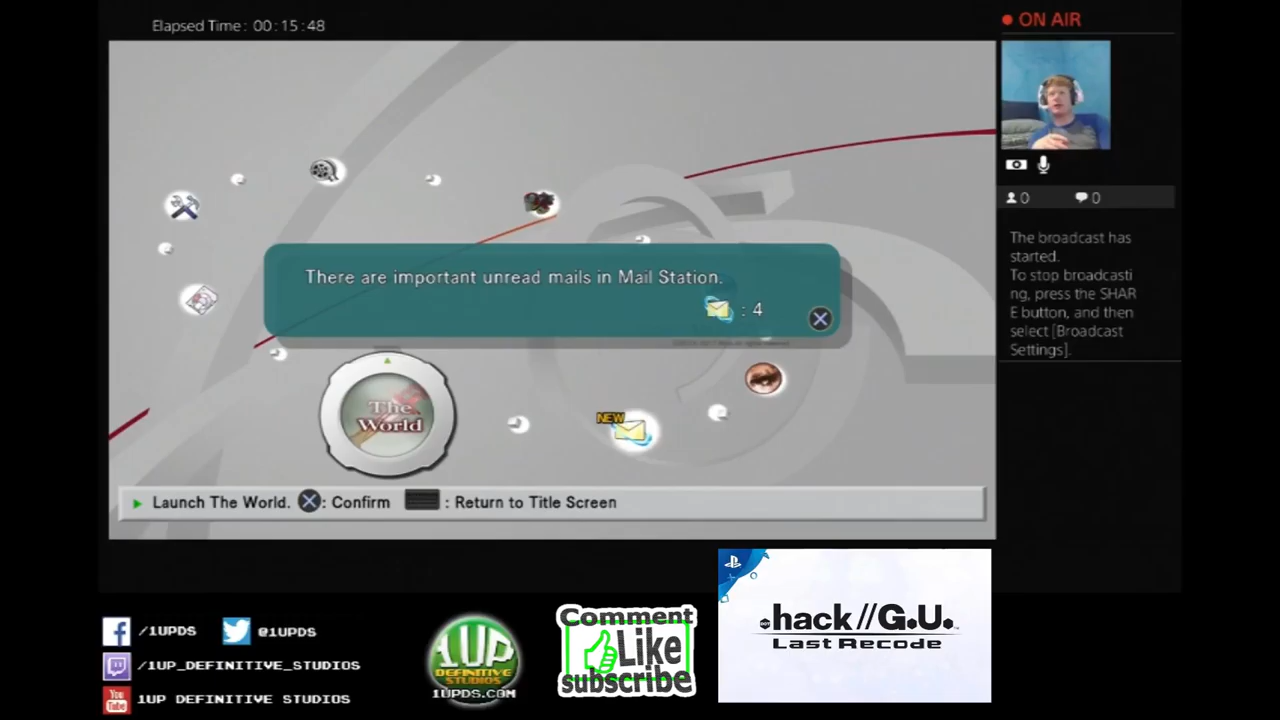 Elapsed Time: 00:15:48
ON AIR
0 0
The broadcast has
started.
To stop broadcasti
ng, press the SHAR
E button, and then
select [Broadcast
Settings].
There are important unread mails in Mail Station.
: 4
NEW
The
World
Launch The World. : Confirm : Return to Title Screen
/1UPDS @1UPDS
/1UP_DEFINITIVE_STUDIOS
You
Tube
1UP DEFINITIVE STUDIOS
1UP
DEFINITIVE
STUDIOS
1UPDS.COM
Comment
Like
subscribe
.hack//G.U.™
Last Recode